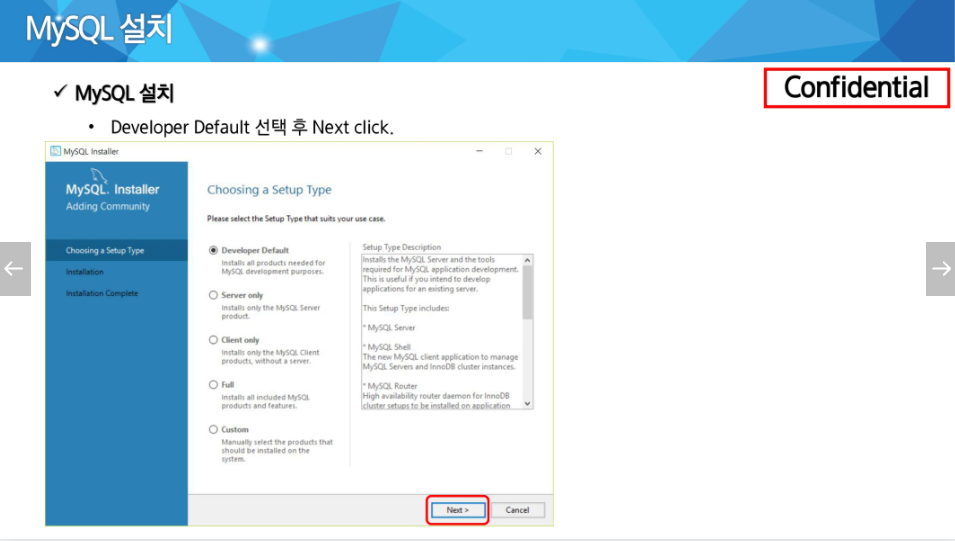 MySQL 설치
✓ MySQL 설치
Confidential
• Developer Default 선택 후 Next click.
MySQL Installer
MySQL. Installer
Adding Community
Choosing a Setup Type
Installation
Installation Complete
Choosing a Setup Type
Please select the Setup Type that suits your use case.
Developer Default
Installs all products needed for
MySQL development purposes.
Server only
Installs only the MySQL Server
product.
Client only
Installs only the MySQL Client
products, without a server.
Full
Installs all included MySQL
products and features.
Custom
Manually select the products that
should be installed on the
system.
Setup Type Description
Installs the MySQL Server and the tools
required for MySQL application development.
This is useful if you intend to develop
applications for an existing server.
This Setup Type includes:
* MySQL Server
* MySQL Shell
The new MySQL client application to manage
MySQL Servers and InnoDB cluster instances.
* MySQL Router
High availability router daemon for InnoDB
cluster setups to be installed on application
Next >
Cancel